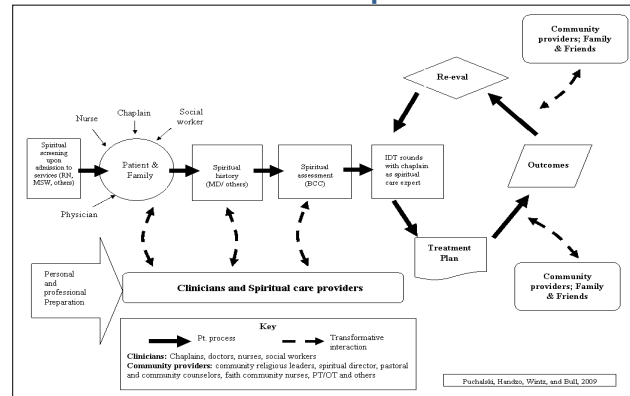 Community
providers; Family
& Friends
Re-eval
Nurse
Chaplain
Social
worker
Spiritual
screening
upon
admission to
services (RN,
MSW, others)
Patient &
Family
Spiritual
history
(MD/ others)
Spiritual
assessment
(BCC)
IDT rounds
with chaplain
as spiritual
care expert
Outcomes
Physician
Treatment
Plan
Personal
and
professional
Preparation
Clinicians and Spiritual care providers
Community
providers; Family
& Friends
Key
Pt. process
Transformative
interaction
Clinicians: Chaplains, doctors, nurses, social workers
Community providers: community religious leaders, spiritual director, pastoral
and community counselors, faith community nurses, PT/OT and others
Puchalski, Handzo, Wintz, and Bull, 2009